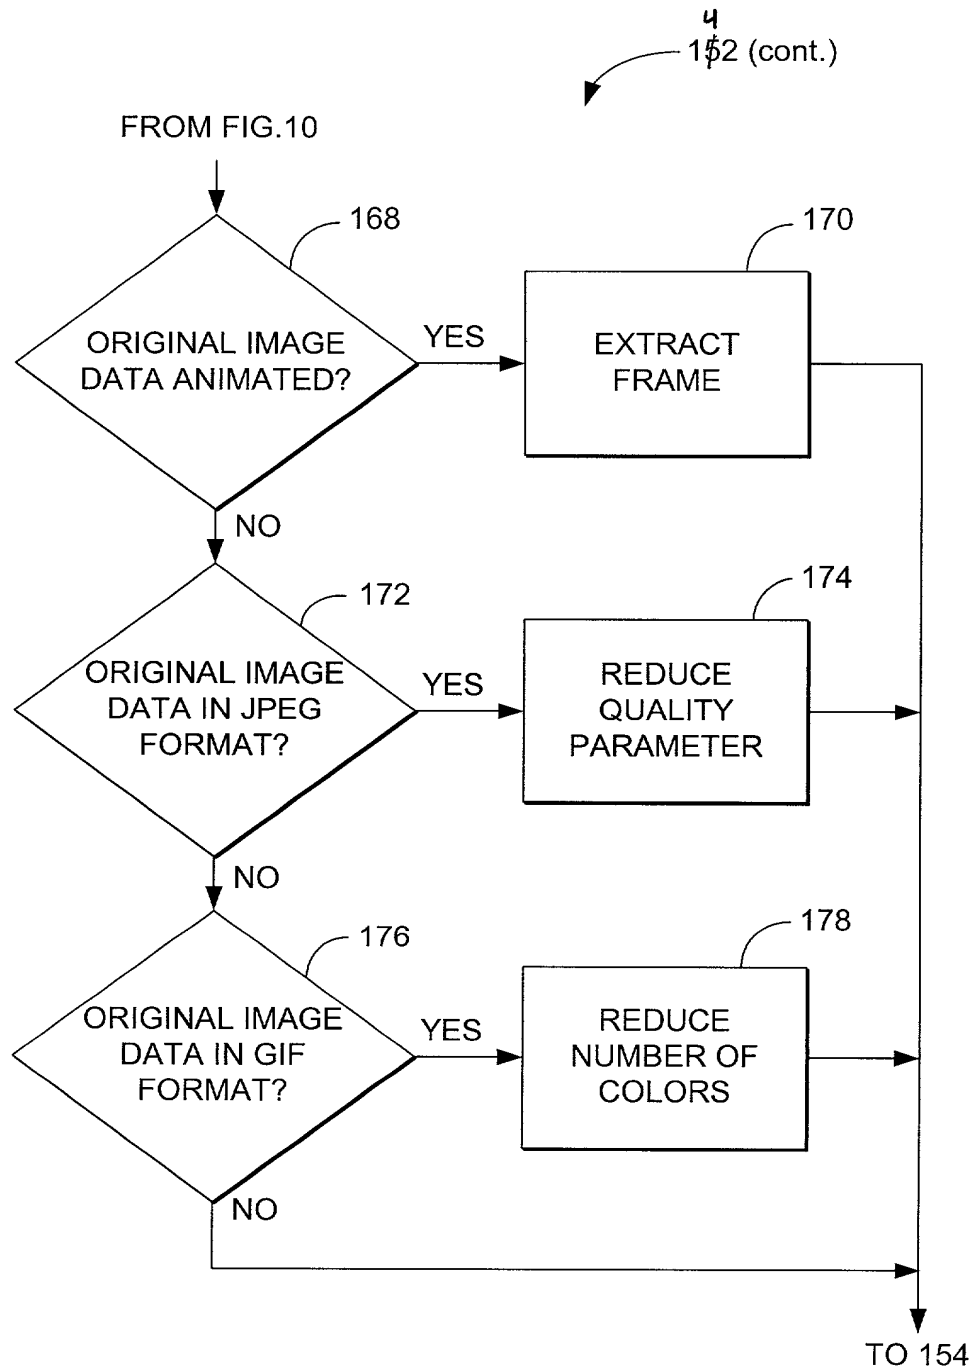 4
152 (cont.)
FROM FIG.10
168
170
ORIGINAL IMAGE
DATA ANIMATED?
YES
EXTRACT
FRAME
NO
172
174
ORIGINAL IMAGE
DATA IN JPEG
FORMAT?
YES
REDUCE
QUALITY
PARAMETER
NO
176
178
ORIGINAL IMAGE
DATA IN GIF
FORMAT?
YES
REDUCE
NUMBER OF
COLORS
NO
TO 154